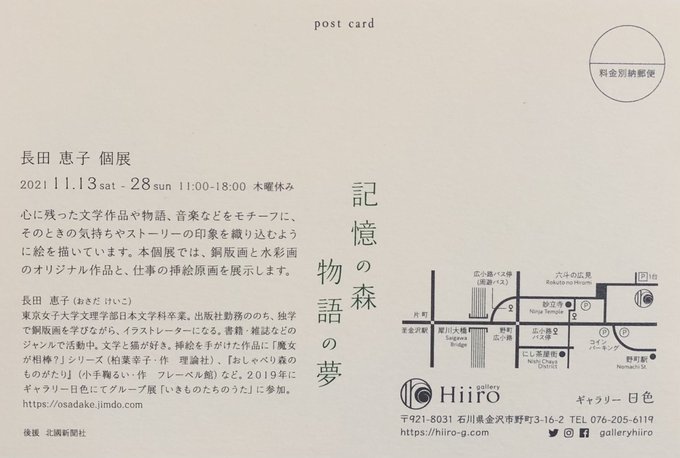 post card
料金別納郵便
長田 恵子 個展
2021 11.13 sat - 28 sun 11:00-18:00 木曜休み
心に残った文学作品や物語、音楽などをモチーフに、
そのときの気持ちやストーリーの印象を織り込むよう
に絵を描いています。本個展では、銅版画と水彩画
のオリジナル作品と、仕事の挿絵原画を展示します。
長田 恵子(おさだ けいこ)
東京女子大学文理学部日本文学科卒業。出版社勤務ののち、独学
で銅版画を学びながら、イラストレーターになる。書籍・雑誌などの
ジャンルで活動中。文学と猫が好き。挿絵を手がけた作品に「魔女
が相棒?」シリーズ(柏葉幸子・作 理論社)、『おしゃべり森の
ものがたり』(小手鞠るい・作 フレーベル館)など。2019年に
ギャラリー日色にてグループ展「いきものたちのうた」に参加。
https://osadake.jimdo.com
後援 北國新聞社
記憶の森
物語の夢
広小路バス停
(周遊バス)
六斗の広見
Rokuto no Hiromi
P 1台
妙立寺
Ninja Temple
P
片町
至金沢駅
犀川大橋
Saigawa
Bridge
野町
広小路
広小路
バス停
P
コイン
パーキング
にし茶屋街
Nishi Chaya
District
野町駅
Nomachi St.
gallery
Hiiro
ギャラリー 日色
〒921-8031 石川県金沢市野町3-16-2 TEL 076-205-6119
https://hiiro-g.com
galleryhiiro